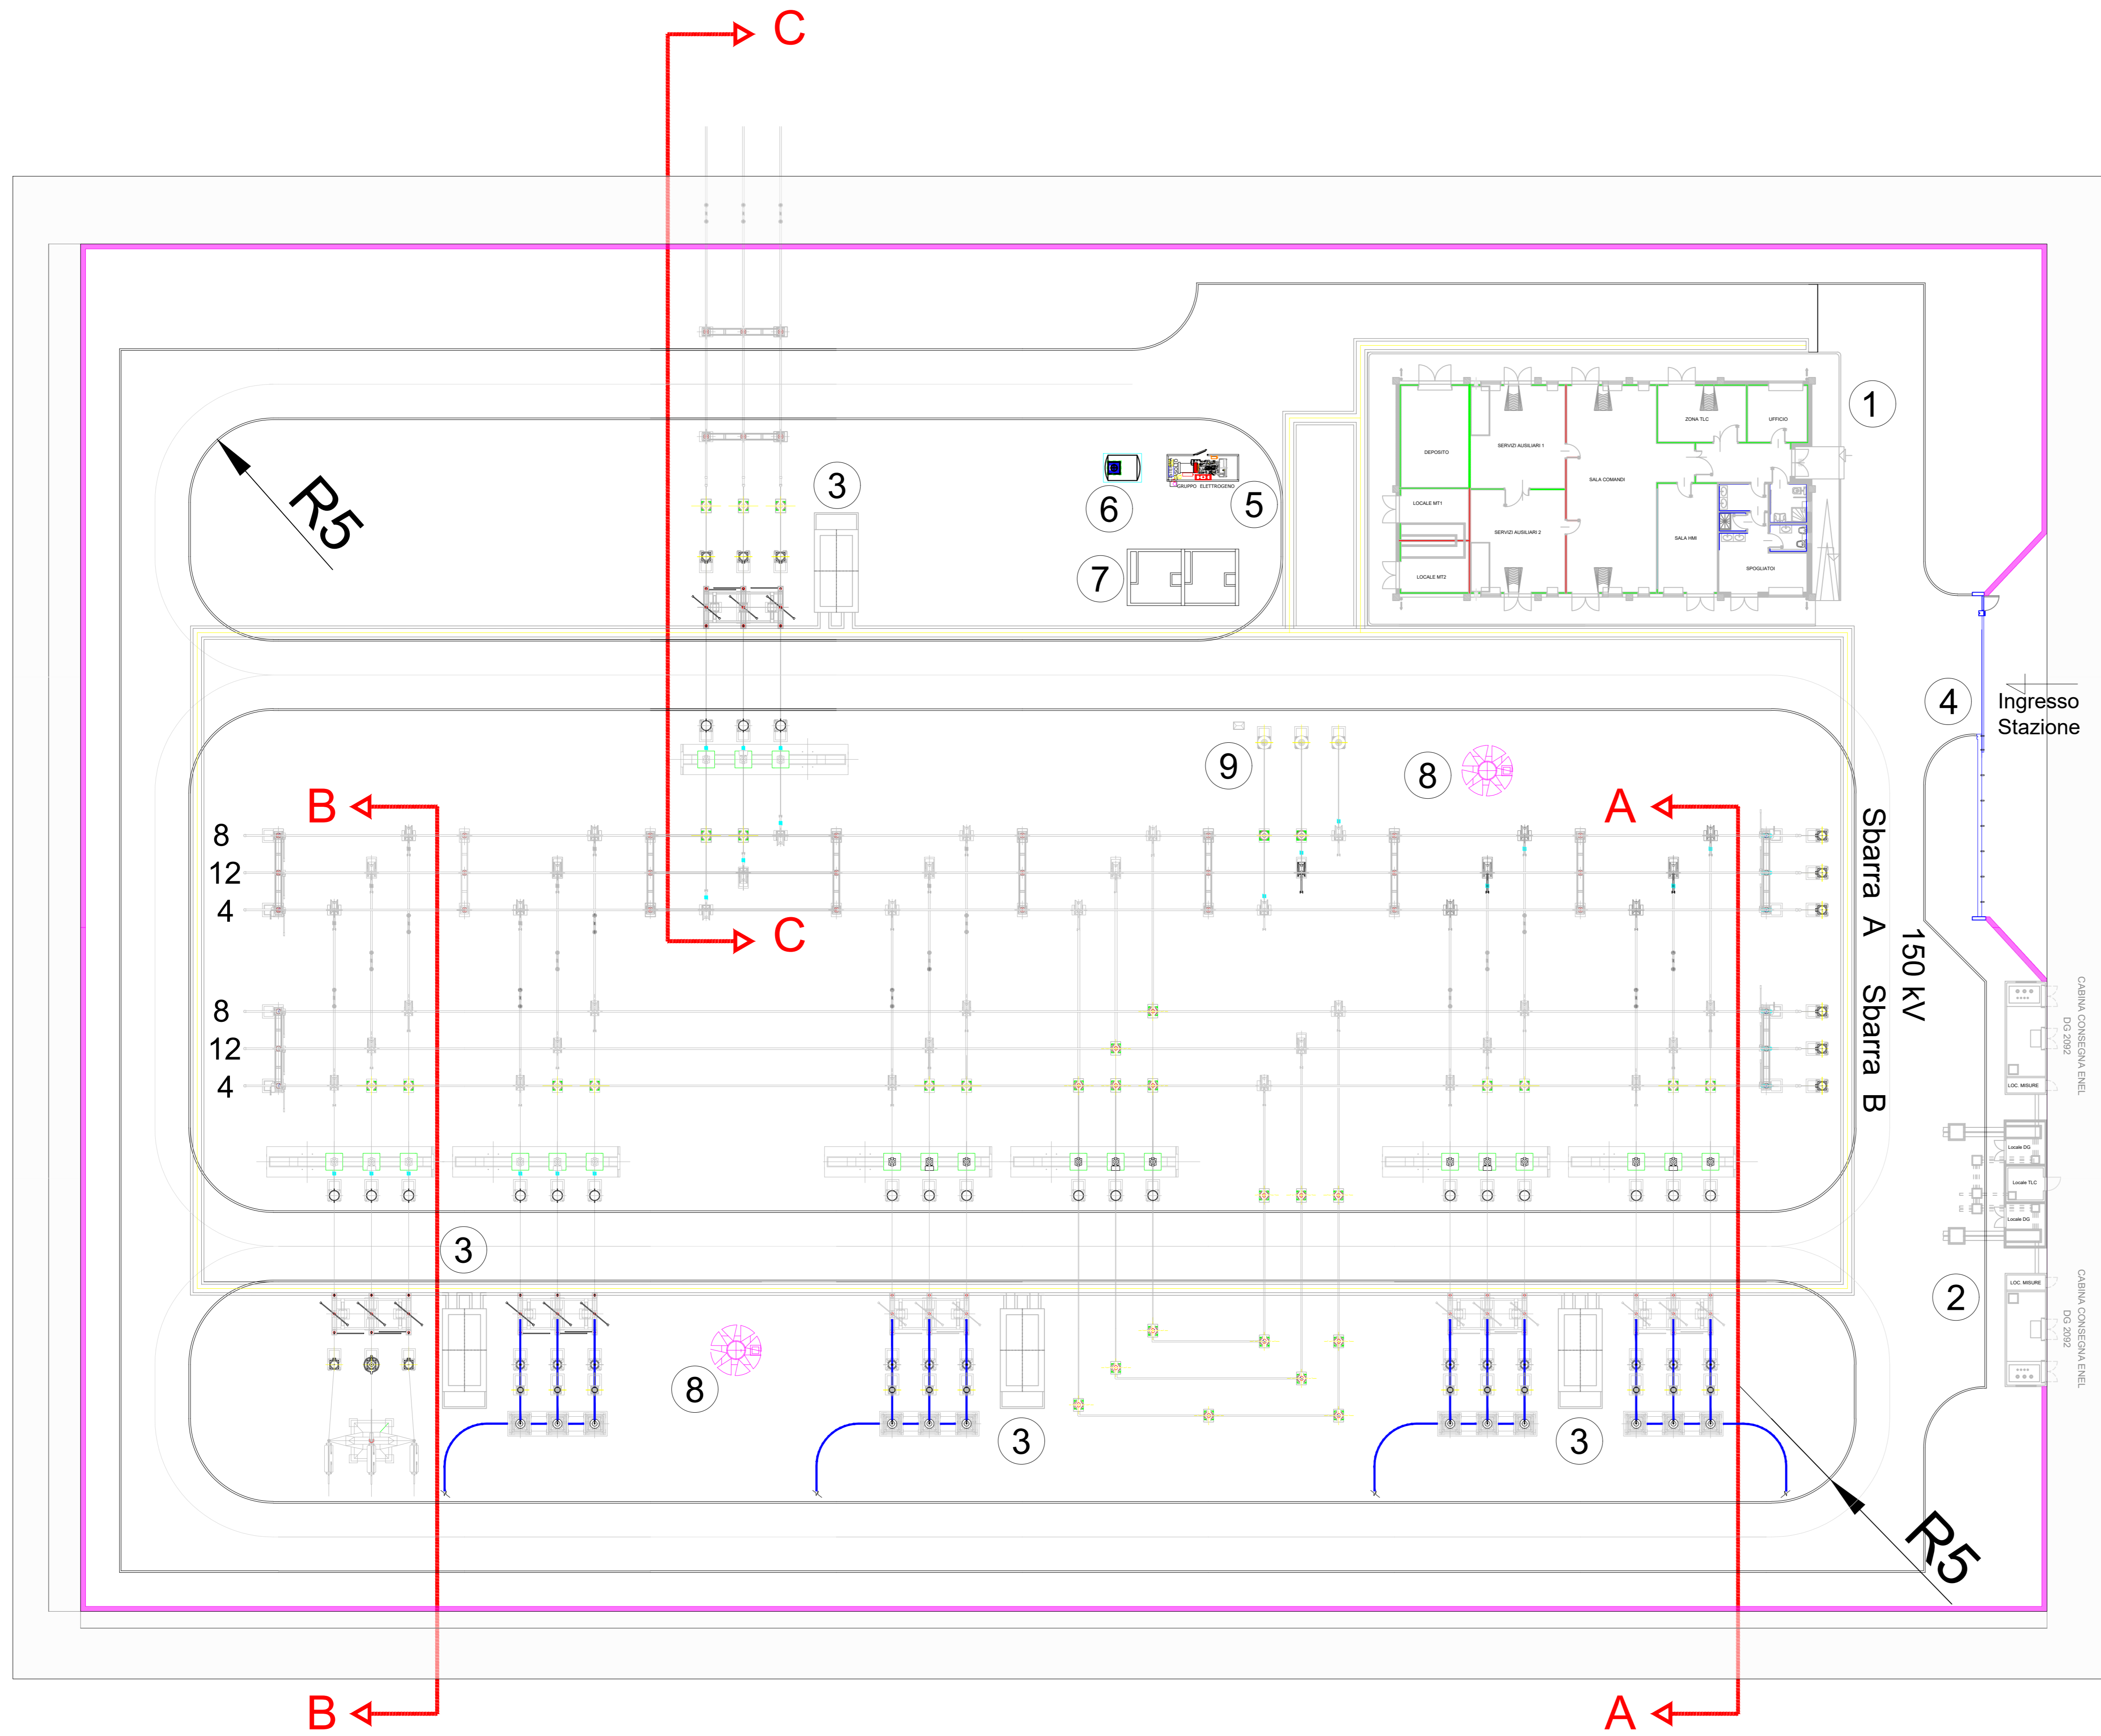 C
R5
3
6
GRUPPO ELETTROGENO
5
7
DEPOSITO
SERVIZI AUSILIARI 1
SALA COMANDI
ZONA TLC
UFFICIO
1
LOCALE MT1
SERVIZI AUSILIARI 2
SALA HMI
LOCALE MT2
SPOGLIATOI
4
Ingresso
Stazione
9
8
B
A
8
12
4
C
Sbarra A
Sbarra B
150 kV
8
12
4
CABINA CONSEGNA ENEL
DG 2092
LOC. MISURE
Locale DG
Locale TLC
Locale DG
LOC. MISURE
2
CABINA CONSEGNA ENEL
DG 2092
3
8
3
3
R5
B
A